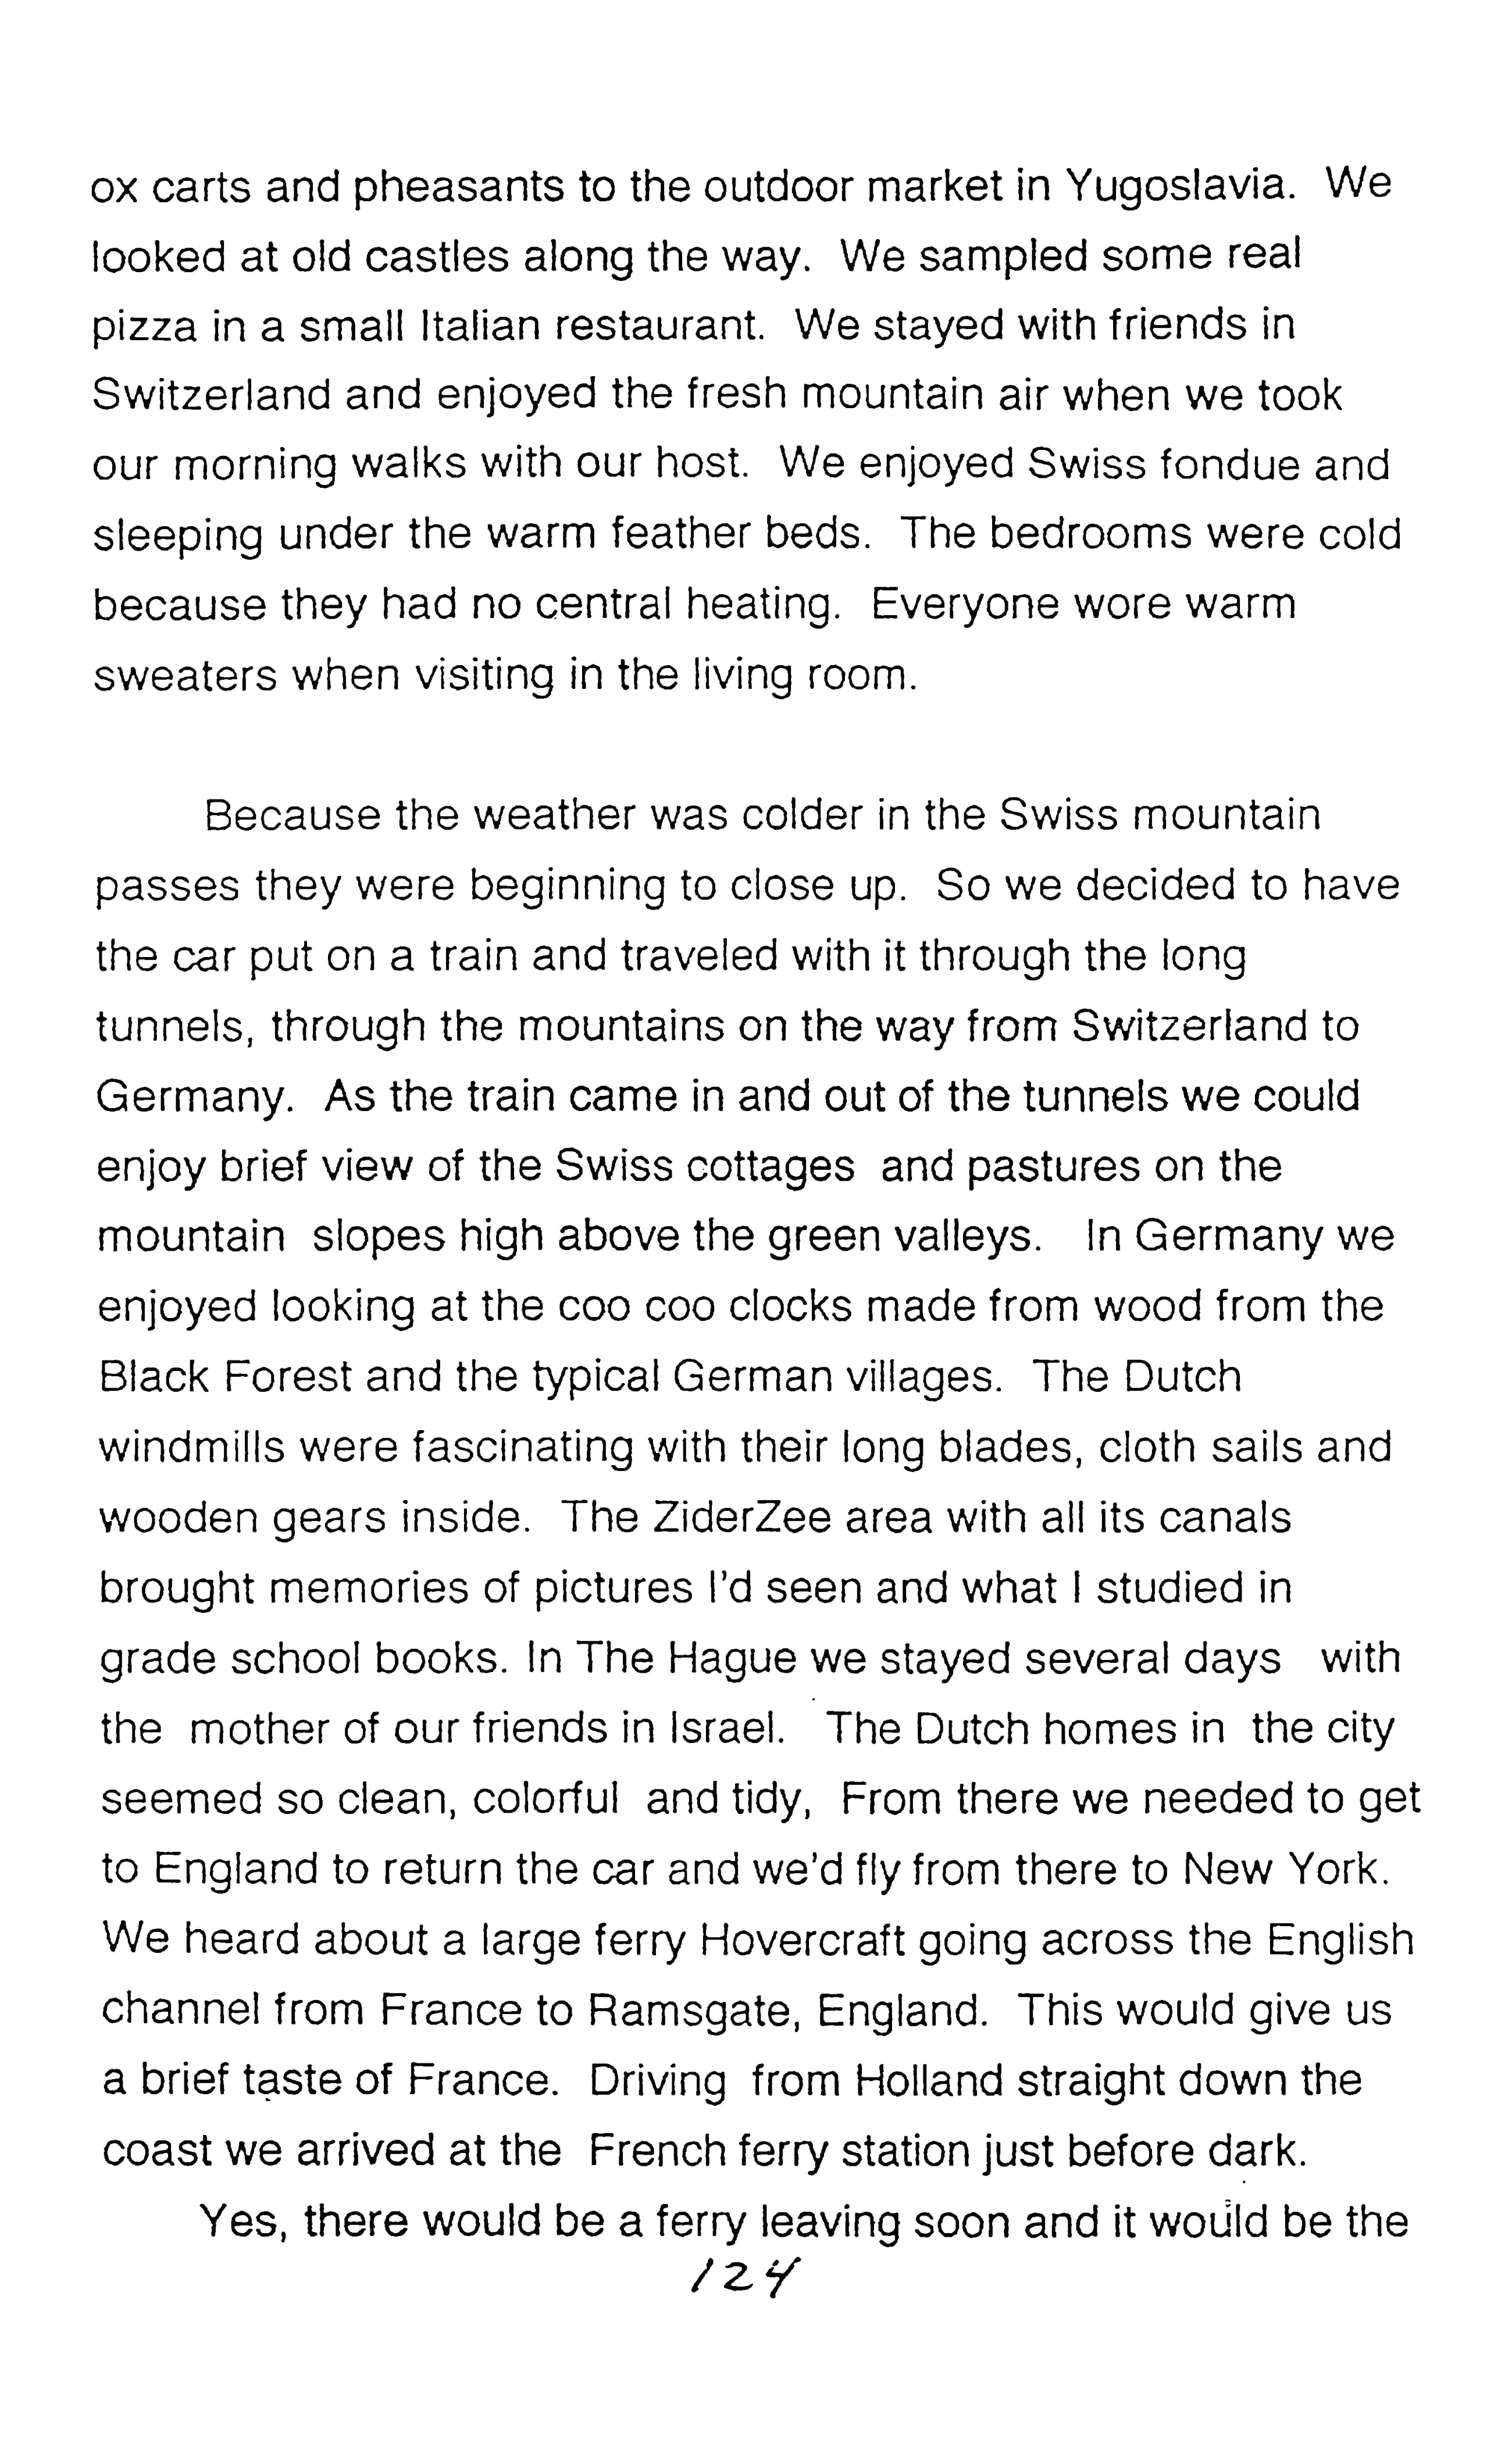 ox carts and pheasants to the outdoor market in Yugoslavia. We
looked at old castles along the way. We sampled some real
pizza in a small Italian restaurant. We stayed with friends in
Switzerland and enjoyed the fresh mountain air when we took
our morning walks with our host. We enjoyed Swiss fondue and
sleeping under the warm feather beds. The bedrooms were cold
because they had no central heating. Everyone wore warm
sweaters when visiting in the living room.
Because the weather was colder in the Swiss mountain
passes they were beginning to close up. So we decided to have
the car put on a train and traveled with it through the long
tunnels, through the mountains on the way from Switzerland to
Germany. As the train came in and out of the tunnels we could
enjoy brief view of the Swiss cottages and pastures on the
mountain slopes high above the green valleys. In Germany we
enjoyed looking at the coo coo clocks made from wood from the
Black Forest and the typical German villages. The Dutch
windmills were fascinating with their long blades, cloth sails and
wooden gears inside. The ZiderZee area with all its canals
brought memories of pictures I'd seen and what I studied in
grade school books. In The Hague we stayed several days with
the mother of our friends in Israel. The Dutch homes in the city
seemed so clean, colorful and tidy, From there we needed to get
to England to return the car and we'd fly from there to New York.
We heard about a large ferry Hovercraft going across the English
channel from France to Ramsgate, England. This would give us
a brief taste of France. Driving from Holland straight down the
coast we arrived at the French ferry station just before dark.
Yes, there would be a ferry leaving soon and it would be the
124